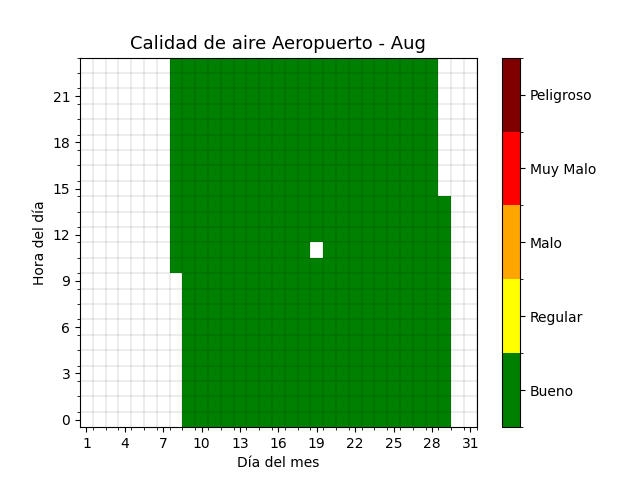 Calidad de aire Aeropuerto - Aug
Hora del día
21
18
15
12
9
6
3
0
1 4 7 10 13 16 19 22 25 28 31
Día del mes
Peligroso
Muy Malo
Malo
Regular
Bueno